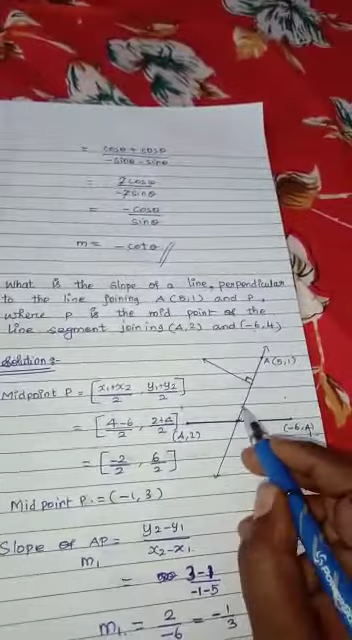 = cosθ + cosθ / -sinθ - sinθ
= 2cosθ / -2sinθ
= -cosθ / sinθ
m = -cotθ //
What is the slope of a line perpendicular
to the line joining A(5,1) and P,
where P is the mid point of the
line segment joining (4,2) and (-6,4)
Solution :-
A(5,1)
Midpoint P = [x1+x2 / 2 , y1+y2 / 2]
= [4-6 / 2 , 2+4 / 2]
(4,2) (-6,4)
= [-2 / 2 , 6 / 2]
Midpoint P. = (-1, 3)
Slope of AP = y2-y1 / x2-x1
m1
= 3-1 / -1-5
m1 = 2 / -6 = -1 / 3